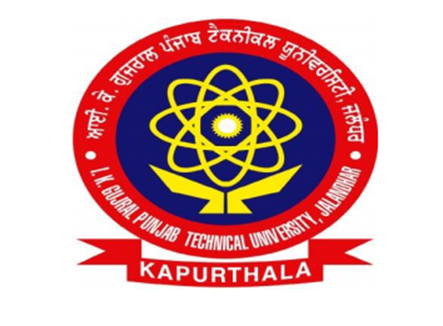 ਆਈ. ਕੇ. ਗੁਜਰਾਲ ਪੰਜਾਬ ਟੈਕਨੀਕਲ ਯੂਨੀਵਰਸਿਟੀ, ਜਲੰਧਰ
I. K. GUJRAL PUNJAB TECHNICAL UNIVERSITY, JALANDHAR
KAPURTHALA